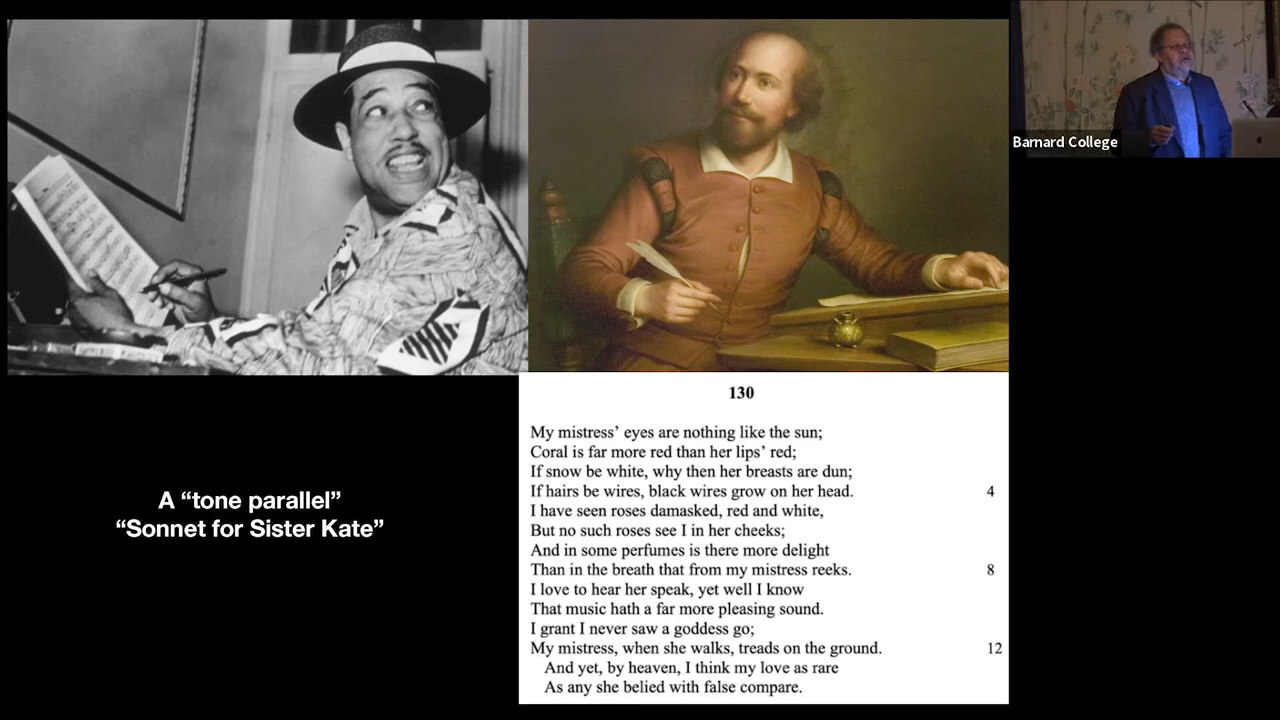 Barnard College
130
My mistress’ eyes are nothing like the sun;
Coral is far more red than her lips’ red;
If snow be white, why then her breasts are dun;
If hairs be wires, black wires grow on her head. 4
I have seen roses damasked, red and white,
But no such roses see I in her cheeks;
And in some perfumes is there more delight
Than in the breath that from my mistress reeks. 8
I love to hear her speak, yet well I know
That music hath a far more pleasing sound.
I grant I never saw a goddess go;
My mistress, when she walks, treads on the ground. 12
And yet, by heaven, I think my love as rare
As any she belied with false compare.
A “tone parallel”
“Sonnet for Sister Kate”